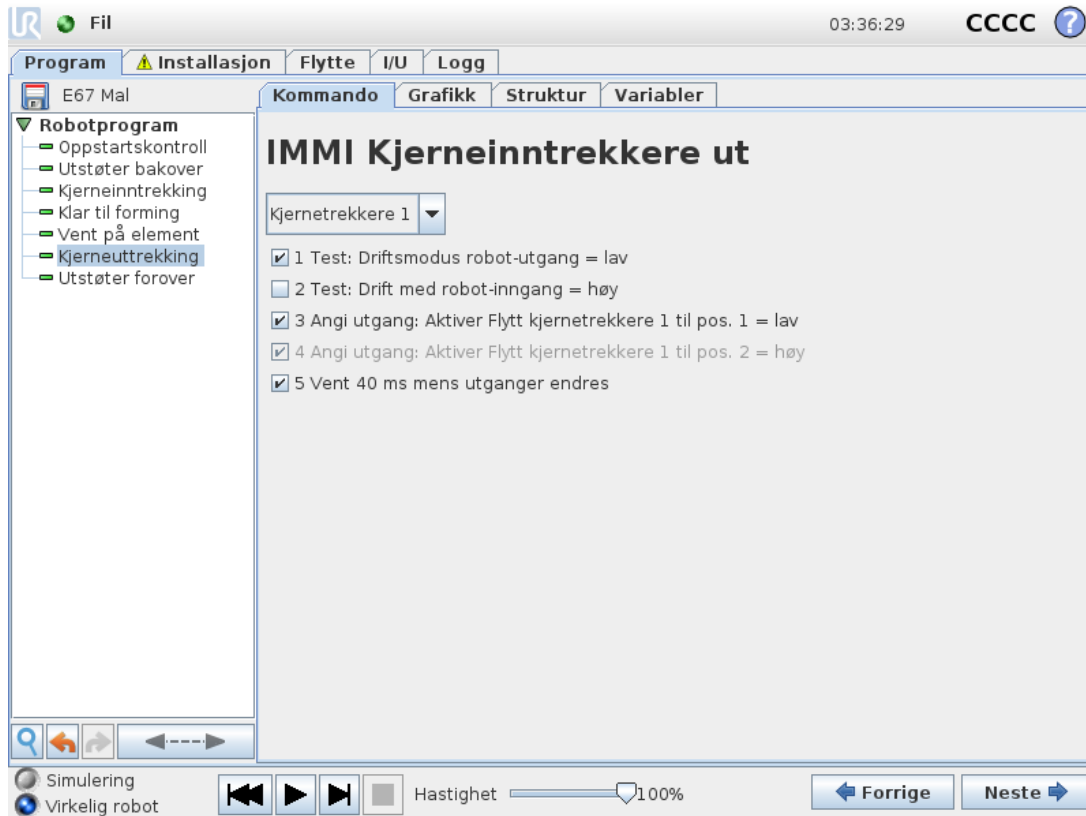 UR Fil 03:36:29 CCCC ?
Program Installasjon Flytte I/U Logg
E67 Mal
Kommando Grafikk Struktur Variabler
Robotprogram
Oppstartskontroll
Utstøter bakover
Kjerneinntrekking
Klar til forming
Vent på element
Kjerneuttrekking
Utstøter forover
IMMI Kjerneinntrekkere ut
Kjernetrekkere 1
1 Test: Driftsmodus robot-utgang = lav
2 Test: Drift med robot-inngang = høy
3 Angi utgang: Aktiver Flytt kjernetrekkere 1 til pos. 1 = lav
4 Angi utgang: Aktiver Flytt kjernetrekkere 1 til pos. 2 = høy
5 Vent 40 ms mens utganger endres
Simulering
Virkelig robot
Hastighet 100%
Forrige Neste